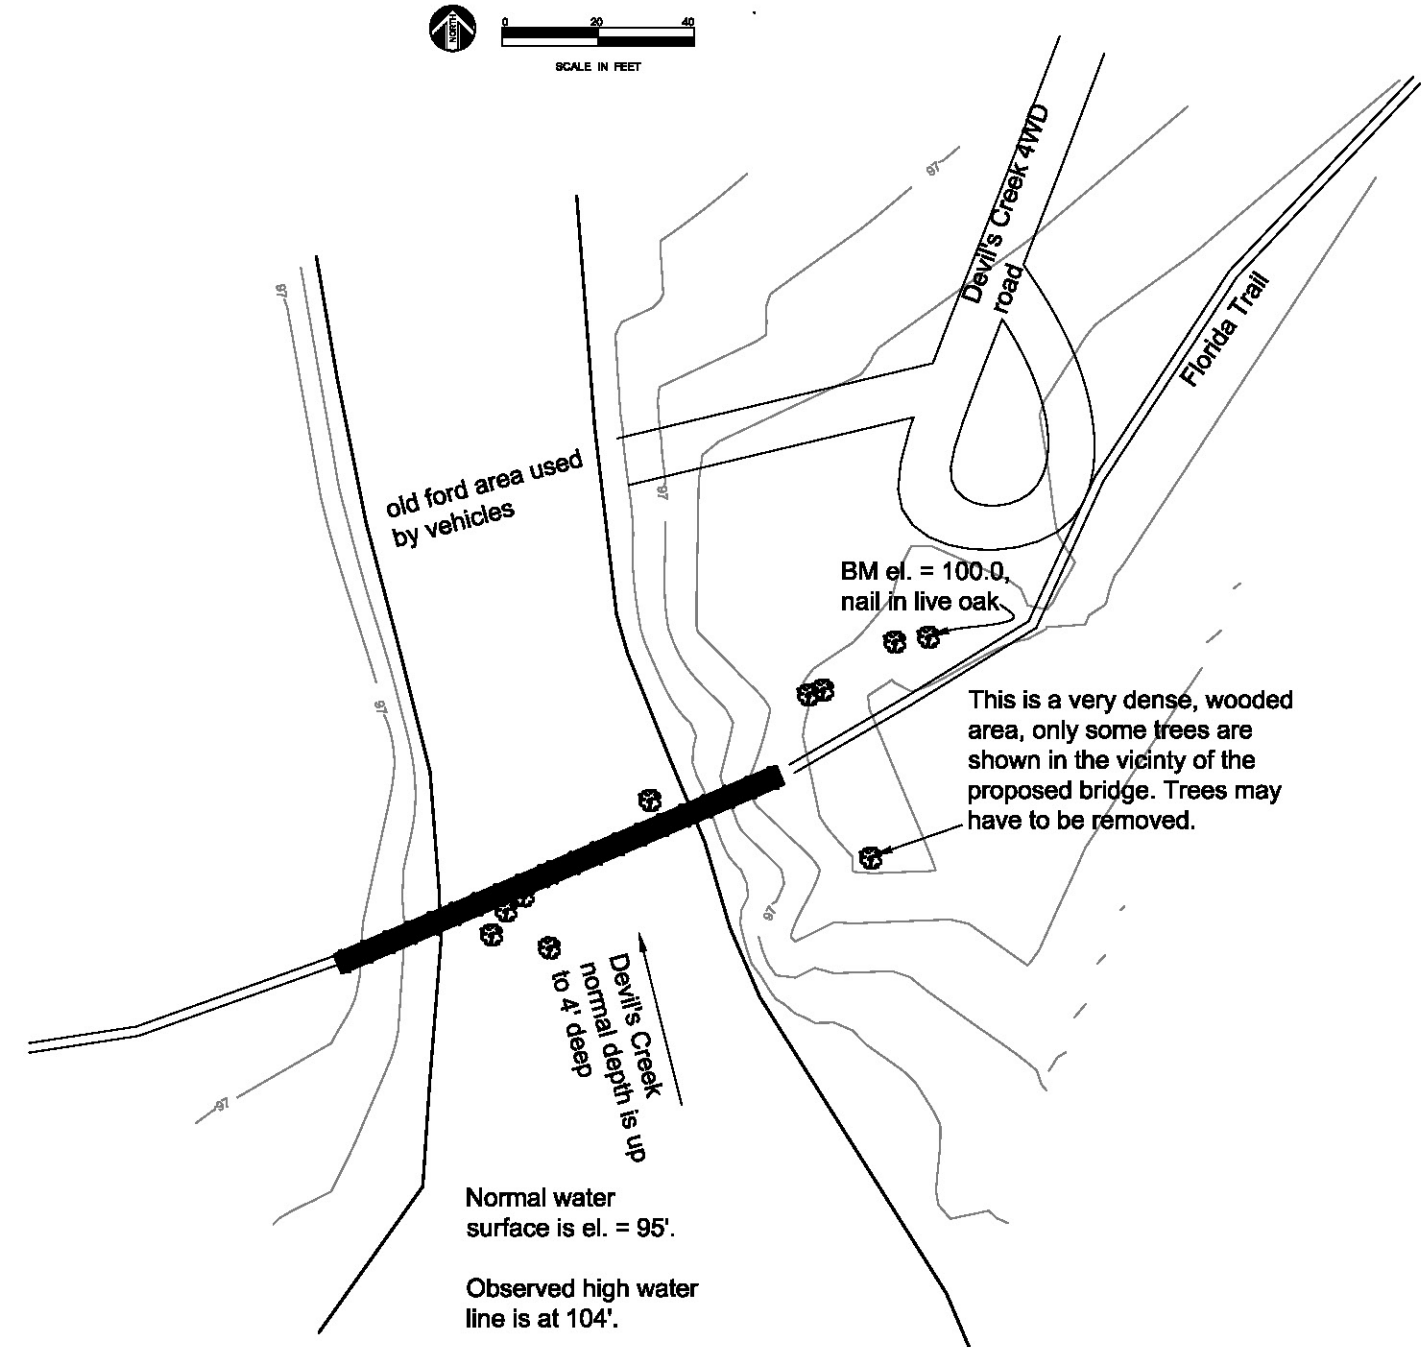 NORTH
0 20 40
SCALE IN FEET
Devil's Creek 4WD
road
97
97
Florida Trail
old ford area used
by vehicles
97
BM el. = 100.0,
nail in live oak
97
This is a very dense, wooded
area, only some trees are
shown in the vicinty of the
proposed bridge. Trees may
have to be removed.
97
Devil's Creek
normal depth is up
to 4' deep
97
Normal water
surface is el. = 95'.
Observed high water
line is at 104'.